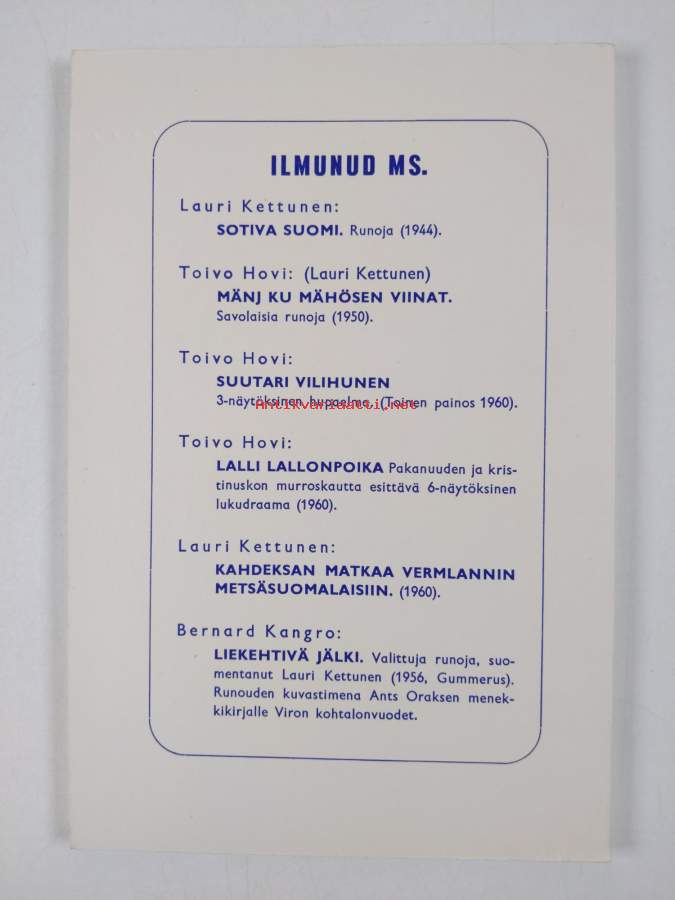 ILMUNUD MS.
Lauri Kettunen:
SOTIVA SUOMI. Runoja (1944).
Toivo Hovi: (Lauri Kettunen)
MÄNJ KU MÄHÖSEN VIINAT.
Savolaisia runoja (1950).
Toivo Hovi:
SUUTARI VILIHUNEN
3-näytöksinen hupaelma. (Toinen painos 1960).
Antikvariaatti.net
Toivo Hovi:
LALLI LALLONPOIKA Pakanuuden ja kris-
tinuskon murroskautta esittävä 6-näytöksinen
lukudraama (1960).
Lauri Kettunen:
KAHDEKSAN MATKAA VERMLANNIN
METSÄSUOMALAISIIN. (1960).
Bernard Kangro:
LIEKEHTIVÄ JÄLKI. Valittuja runoja, suo-
mentanut Lauri Kettunen (1956, Gummerus).
Runouden kuvastimena Ants Oraksen menek-
kikirjalle Viron kohtalonvuodet.